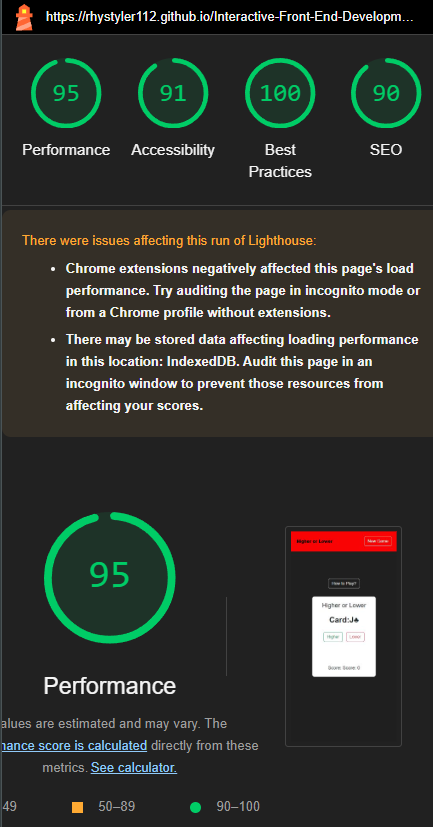 https://rhystyler112.github.io/Interactive-Front-End-Developm...
95 91 100 90
Performance Accessibility Best Practices SEO
There were issues affecting this run of Lighthouse:
• Chrome extensions negatively affected this page's load
performance. Try auditing the page in incognito mode or
from a Chrome profile without extensions.
• There may be stored data affecting loading performance
in this location: IndexedDB. Audit this page in an
incognito window to prevent those resources from
affecting your scores.
95
Performance
alues are estimated and may vary. The
nance score is calculated directly from these
metrics. See calculator.
49 50–89 90–100
Higher or Lower New Game
How to Play?
Higher or Lower
Card:J♣
Higher Lower
Score: Score: 0